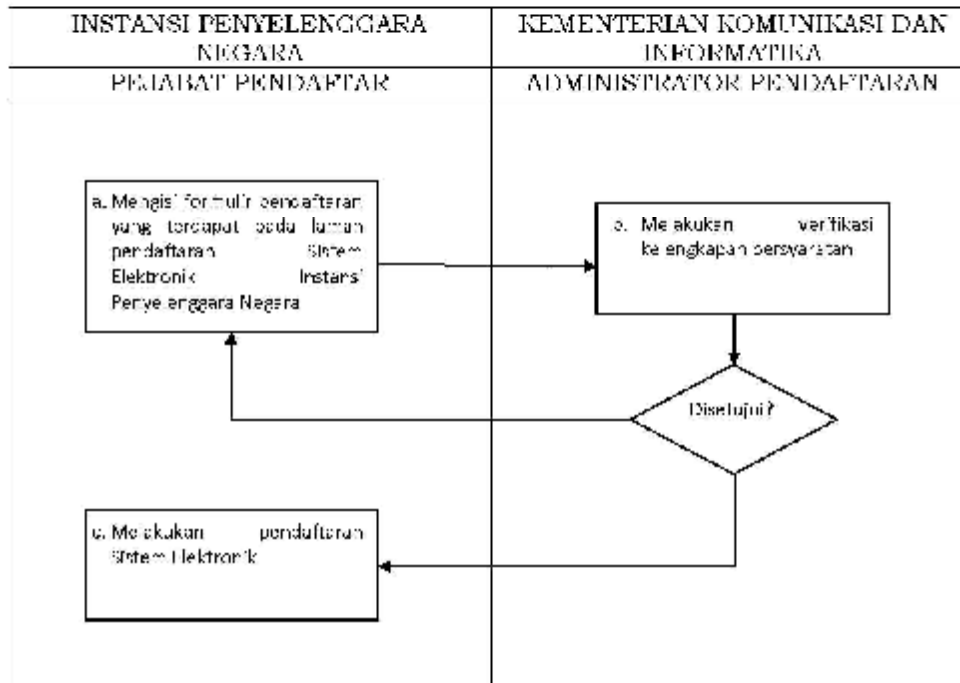 INSTANSI PENYELENGGARA
NEGARA
KEMENTERIAN KOMUNIKASI DAN
INFORMATIKA
PEJABAT PENDAFTAR
ADMINISTRATOR PENDAFTARAN
a. Mengisi formulir pendaftaran
yang terdapat pada laman
pendaftaran Sistem
Elektronik Instansi
Penyelenggara Negara
b. Melakukan verifikasi
kelengkapan persyaratan
Disetujui?
c. Melakukan pendaftaran
Sistem Elektronik